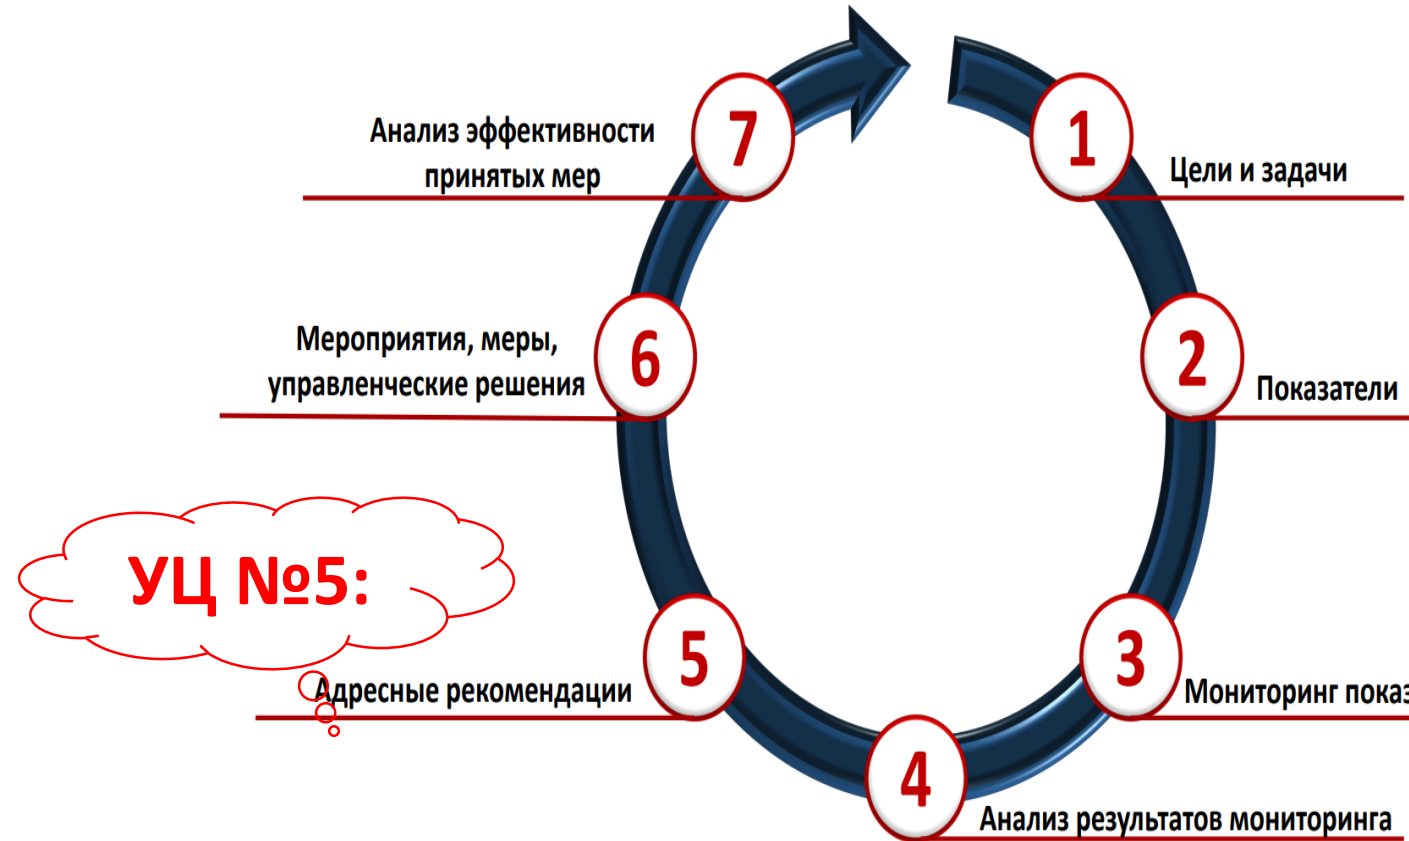 1
Цели и задачи
2
Показатели
3
Мониторинг показ
4
Анализ результатов мониторинга
5
Адресные рекомендации
6
Мероприятия, меры,
управленческие решения
7
Анализ эффективности
принятых мер
УЦ №5: